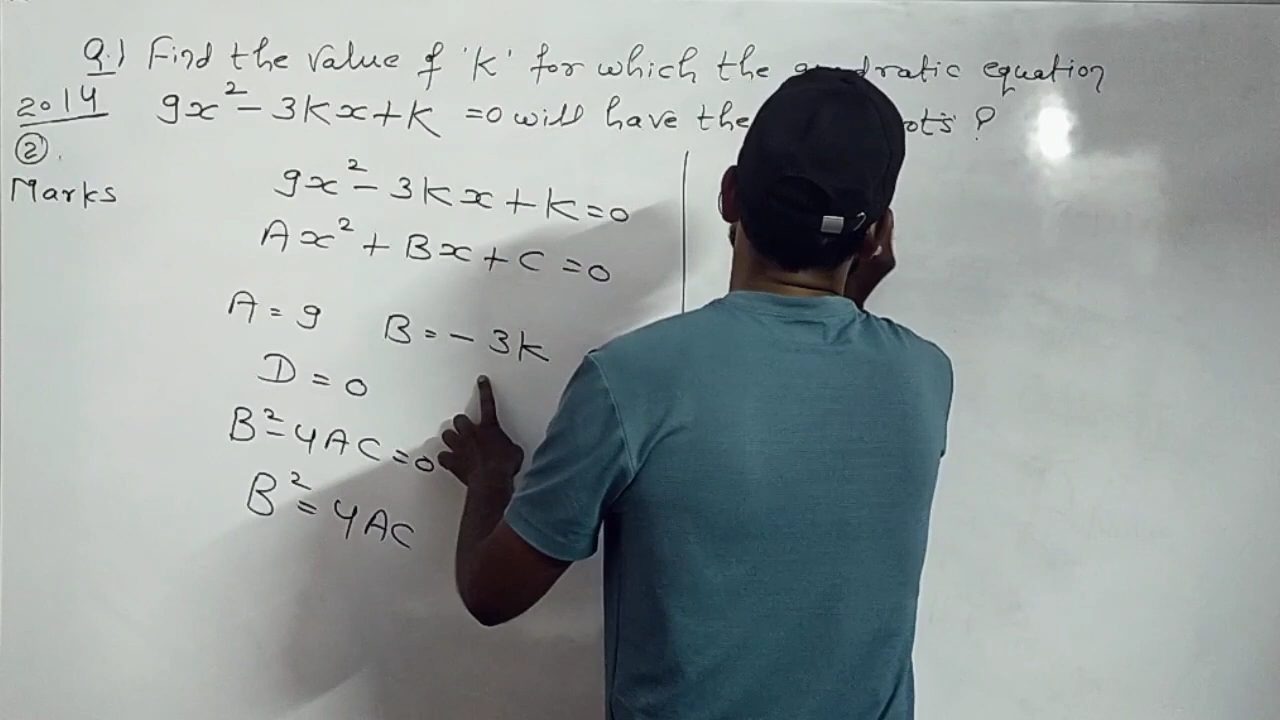 Q.) Find the value of 'K' for which the quadratic equation
2014 9x² - 3Kx + K = 0 will have the
②.
Marks
9x² - 3Kx + K = 0
Ax² + Bx + C = 0
A = 9 B = - 3K
D = 0
B² - 4AC = 0
B² = 4AC